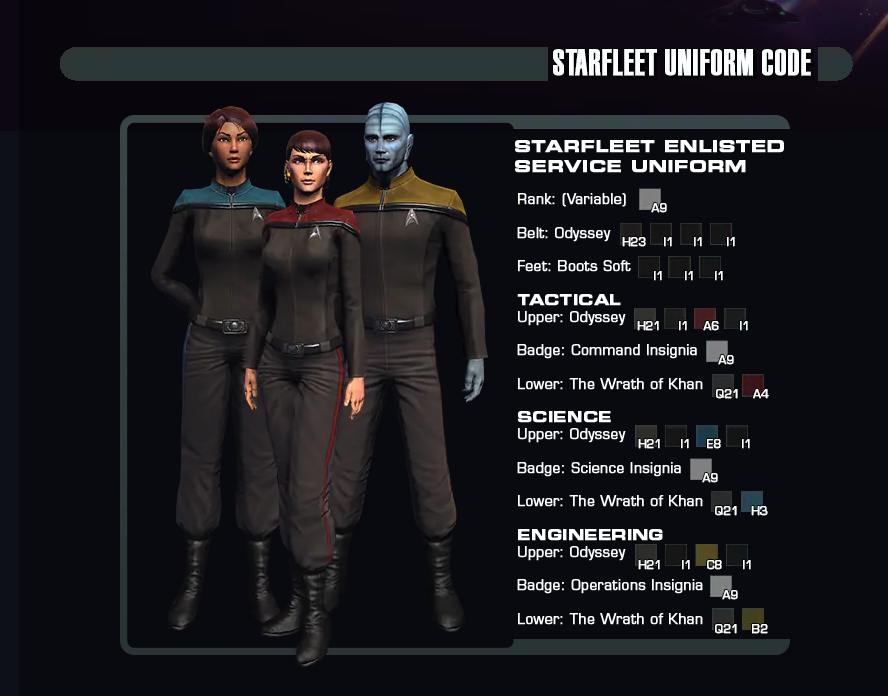 STARFLEET UNIFORM CODE
STARFLEET ENLISTED
SERVICE UNIFORM
Rank: (Variable) A9
Belt: Odyssey H23 I1 I1 I1
Feet: Boots Soft I1 I1 I1
TACTICAL
Upper: Odyssey H21 I1 A6 I1
Badge: Command Insignia A9
Lower: The Wrath of Khan Q21 A4
SCIENCE
Upper: Odyssey H21 I1 E8 I1
Badge: Science Insignia A9
Lower: The Wrath of Khan Q21 H3
ENGINEERING
Upper: Odyssey H21 I1 C8 I1
Badge: Operations Insignia A9
Lower: The Wrath of Khan Q21 B2